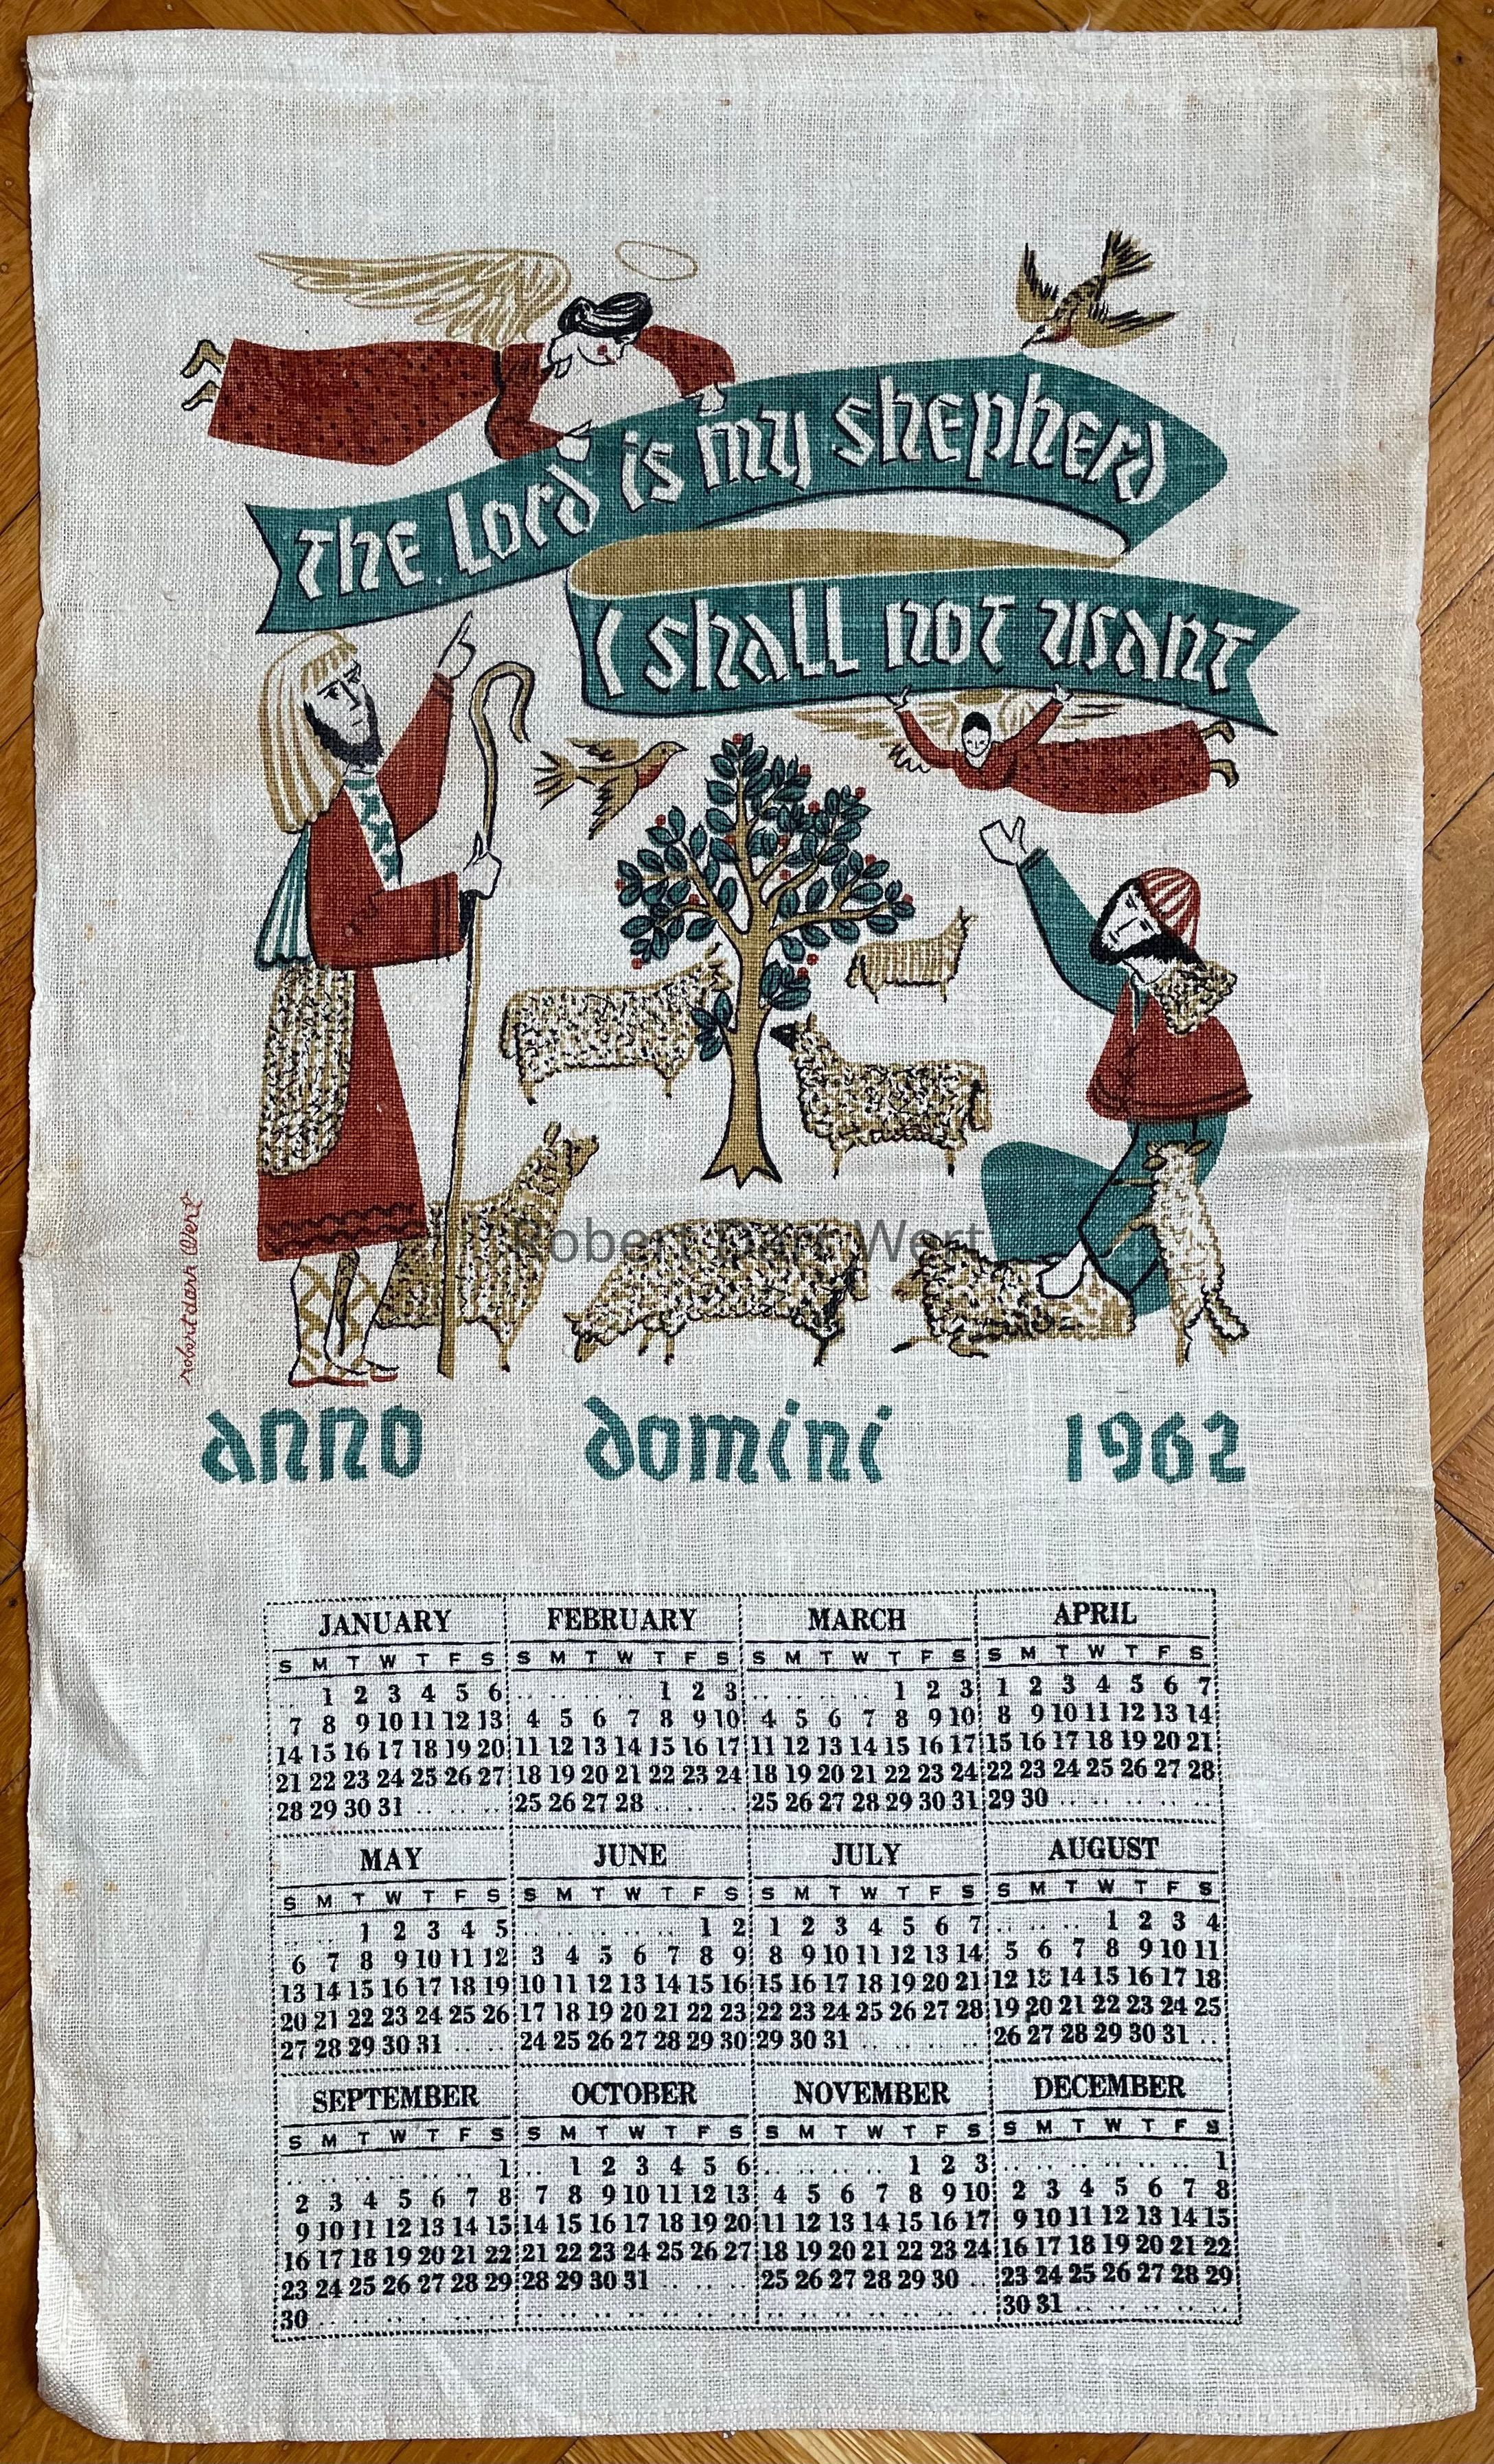 The Lord is my shepherd
I shall not want
robert darr Wert
Robert Darr Wert
anno domini 1962
JANUARY FEBRUARY MARCH APRIL
S M T W T F S S M T W T F S S M T W T F S S M T W T F S
.. 1 2 3 4 5 6 .. .. .. .. 1 2 3 .. .. .. .. 1 2 3 1 2 3 4 5 6 7
7 8 9 10 11 12 13 4 5 6 7 8 9 10 4 5 6 7 8 9 10 8 9 10 11 12 13 14
14 15 16 17 18 19 20 11 12 13 14 15 16 17 11 12 13 14 15 16 17 15 16 17 18 19 20 21
21 22 23 24 25 26 27 18 19 20 21 22 23 24 18 19 20 21 22 23 24 22 23 24 25 26 27 28
28 29 30 31 .. .. .. 25 26 27 28 .. .. .. 25 26 27 28 29 30 31 29 30 .. .. .. .. ..
MAY JUNE JULY AUGUST
S M T W T F S S M T W T F S S M T W T F S S M T W T F S
.. .. 1 2 3 4 5 .. .. .. .. .. 1 2 1 2 3 4 5 6 7 .. .. .. 1 2 3 4
6 7 8 9 10 11 12 3 4 5 6 7 8 9 8 9 10 11 12 13 14 5 6 7 8 9 10 11
13 14 15 16 17 18 19 10 11 12 13 14 15 16 15 16 17 18 19 20 21 12 13 14 15 16 17 18
20 21 22 23 24 25 26 17 18 19 20 21 22 23 22 23 24 25 26 27 28 19 20 21 22 23 24 25
27 28 29 30 31 .. .. 24 25 26 27 28 29 30 29 30 31 .. .. .. .. 26 27 28 29 30 31 ..
SEPTEMBER OCTOBER NOVEMBER DECEMBER
S M T W T F S S M T W T F S S M T W T F S S M T W T F S
.. .. .. .. .. .. 1 .. 1 2 3 4 5 6 .. .. .. .. 1 2 3 .. .. .. .. .. .. 1
2 3 4 5 6 7 8 7 8 9 10 11 12 13 4 5 6 7 8 9 10 2 3 4 5 6 7 8
9 10 11 12 13 14 15 14 15 16 17 18 19 20 11 12 13 14 15 16 17 9 10 11 12 13 14 15
16 17 18 19 20 21 22 21 22 23 24 25 26 27 18 19 20 21 22 23 24 16 17 18 19 20 21 22
23 24 25 26 27 28 29 28 29 30 31 .. .. .. 25 26 27 28 29 30 .. 23 24 25 26 27 28 29
30 .. .. .. .. .. .. .. .. .. .. .. .. .. .. .. .. .. .. .. .. 30 31 .. .. .. .. ..